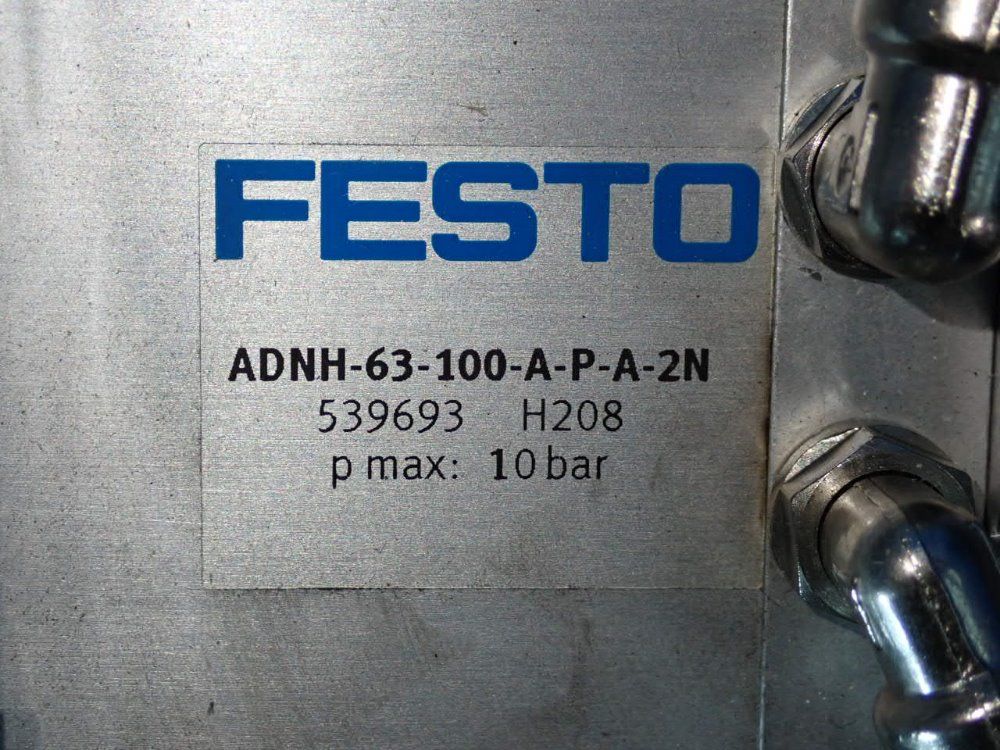 FESTO
ADNH-63-100-A-P-A-2N
539693 H208
p max: 10 bar